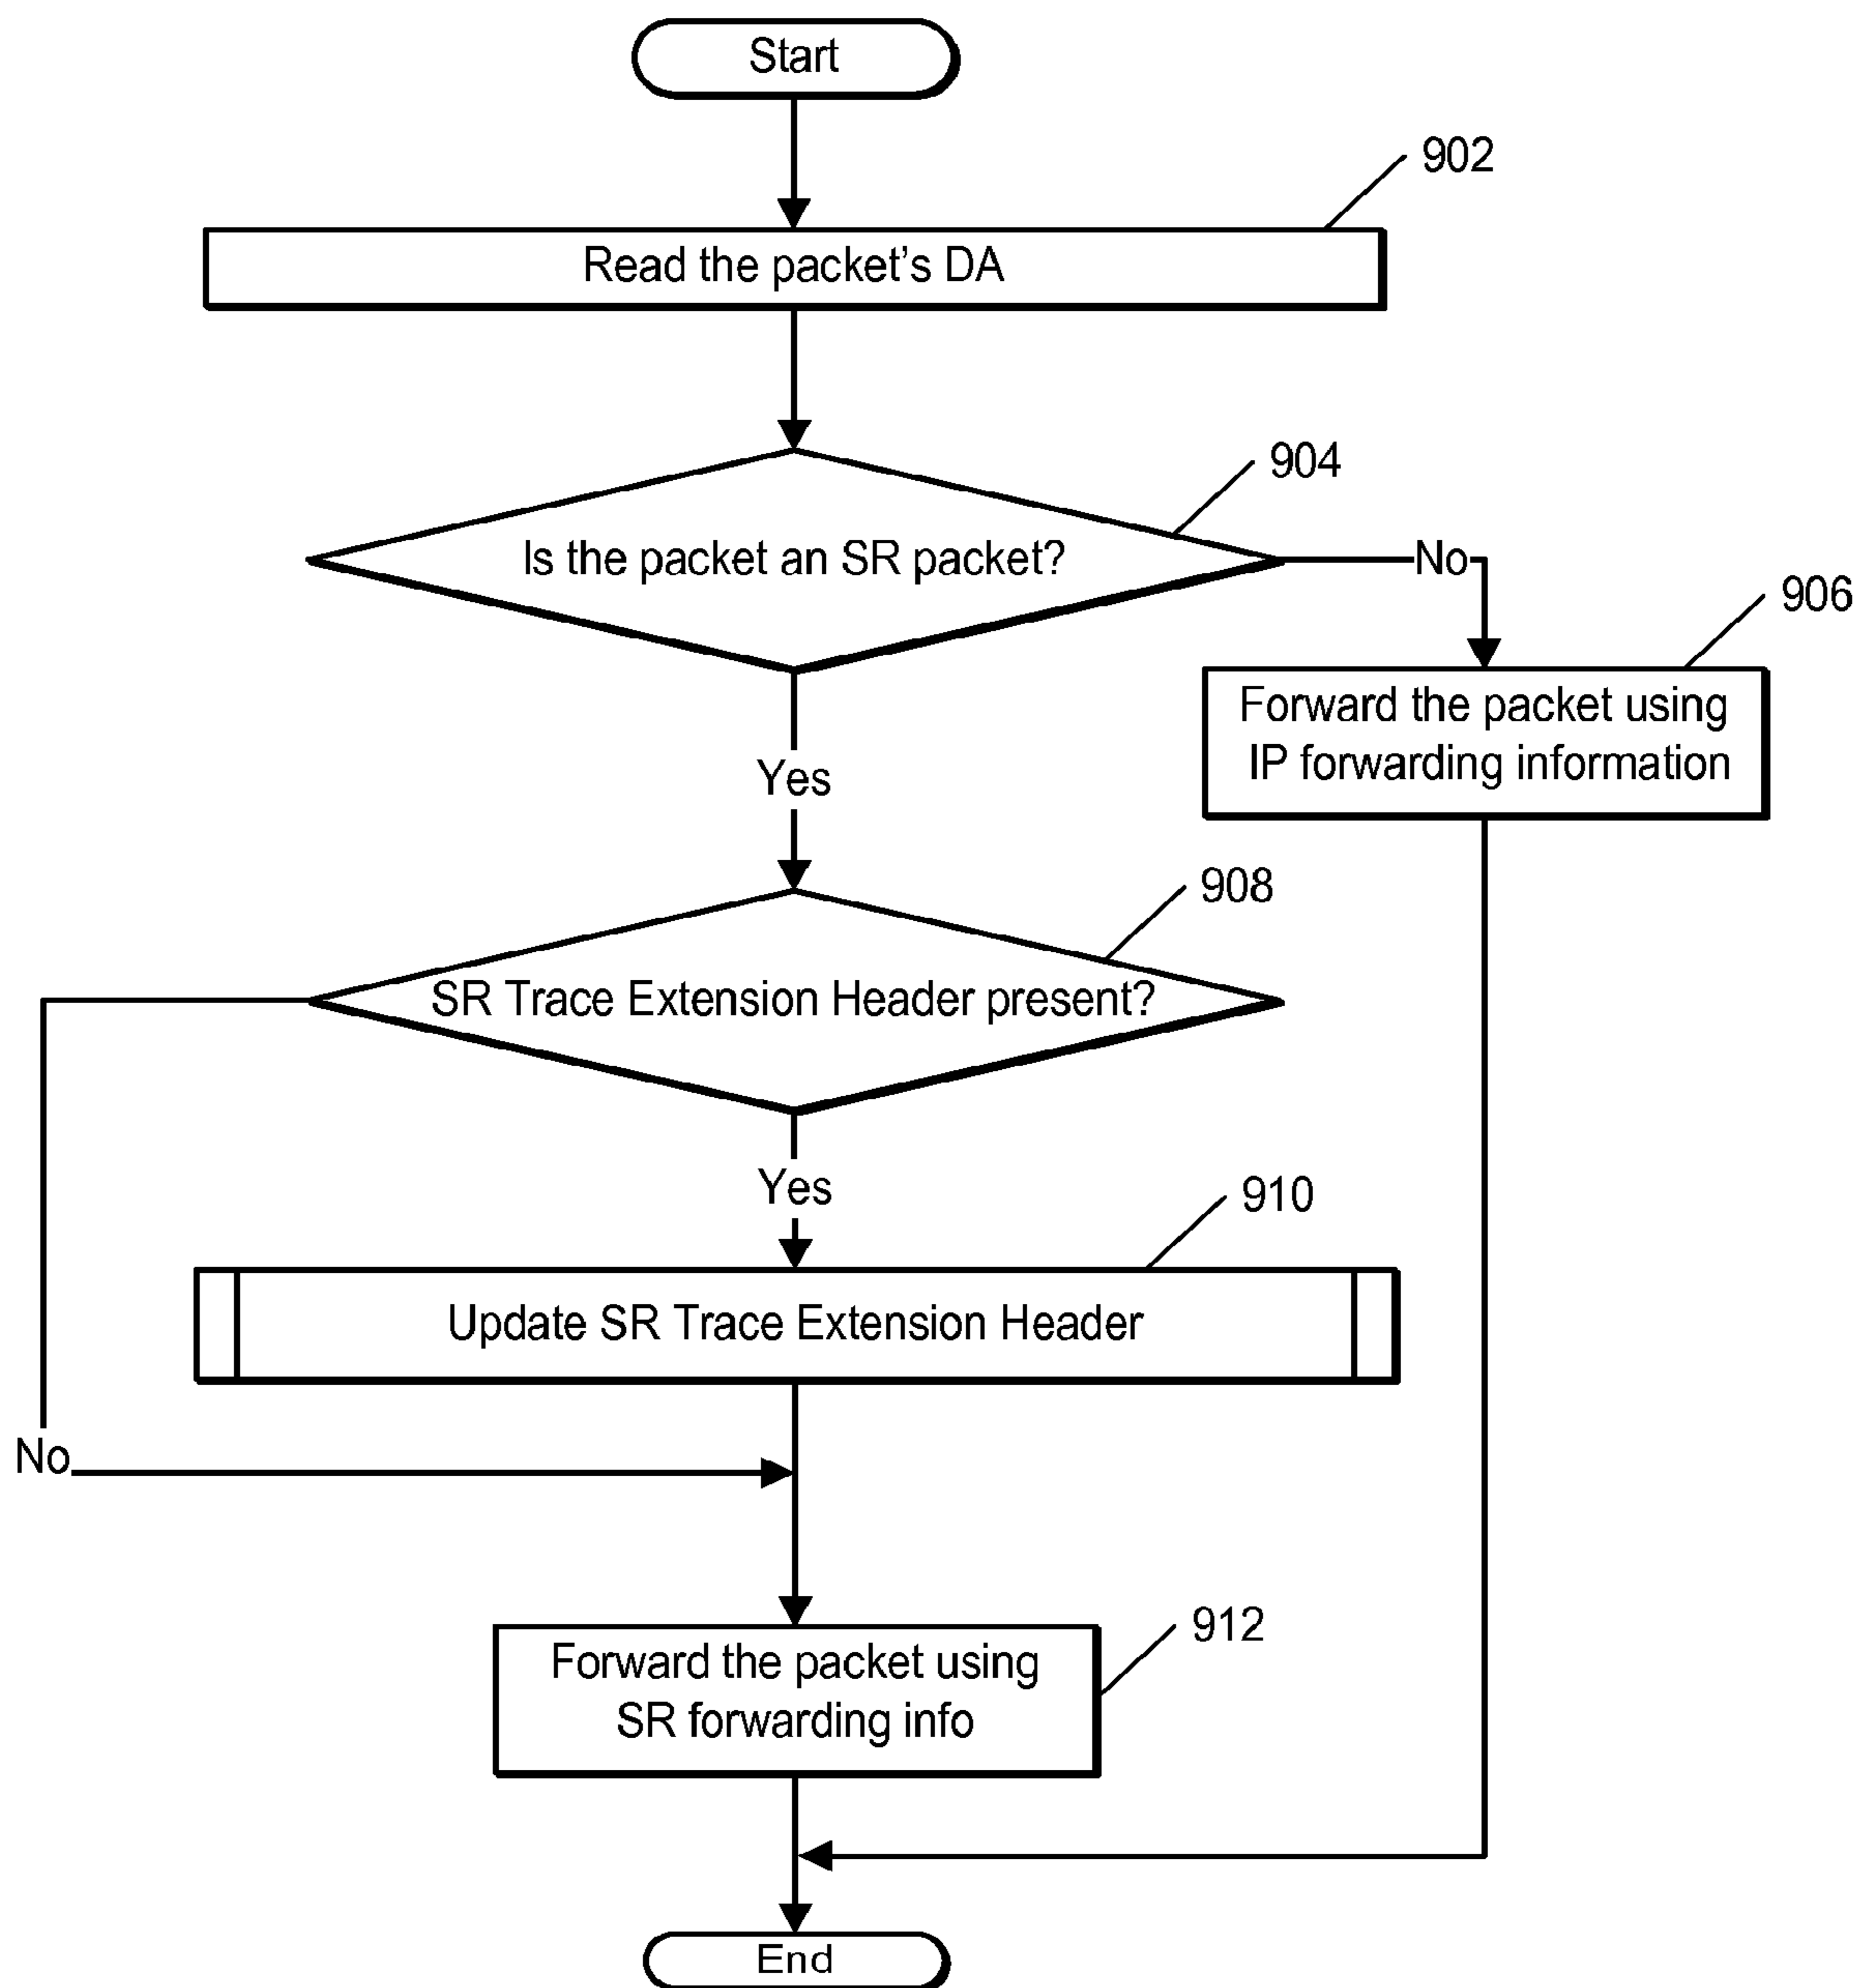 Start
902
Read the packet's DA
904
Is the packet an SR packet?
No
906
Forward the packet using
IP forwarding information
Yes
908
SR Trace Extension Header present?
Yes
910
Update SR Trace Extension Header
No
912
Forward the packet using
SR forwarding info
End